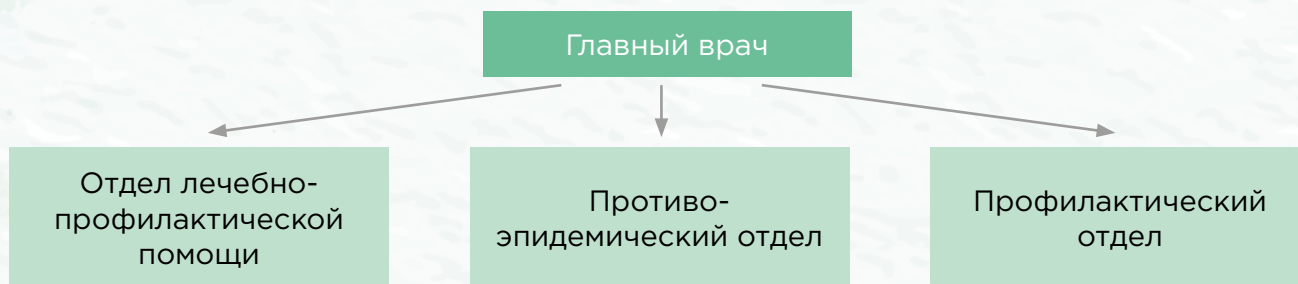 Главный врач
Отдел лечебно-
профилактической
помощи
Противо-
эпидемический отдел
Профилактический
отдел